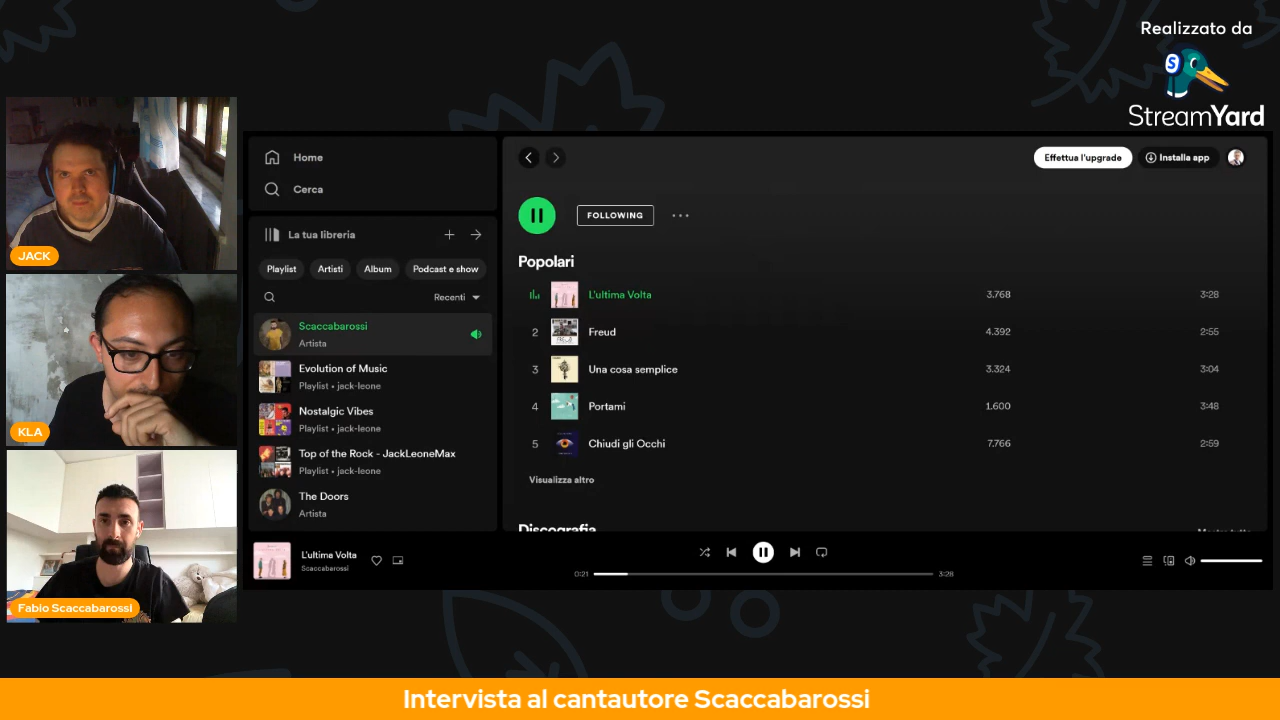 Realizzato da
S
StreamYard
JACK
KLA
Fabio Scaccabarossi
Home
Cerca
La tua libreria
Playlist
Artisti
Album
Podcast e show
Recenti
Scaccabarossi
Artista
Evolution of Music
Playlist • jack-leone
Nostalgic Vibes
Playlist • jack-leone
Top of the Rock - JackLeoneMax
Playlist • jack-leone
The Doors
Artista
Effettua l'upgrade
Installa app
FOLLOWING
Popolari
L'ultima Volta 3.768 3:28
2 Freud 4.392 2:55
3 Una cosa semplice 3.324 3:04
4 Portami 1.600 3:48
5 Chiudi gli Occhi 7.766 2:59
Visualizza altro
Discografia
L'ultima Volta
Scaccabarossi
0:21
3:28
Intervista al cantautore Scaccabarossi